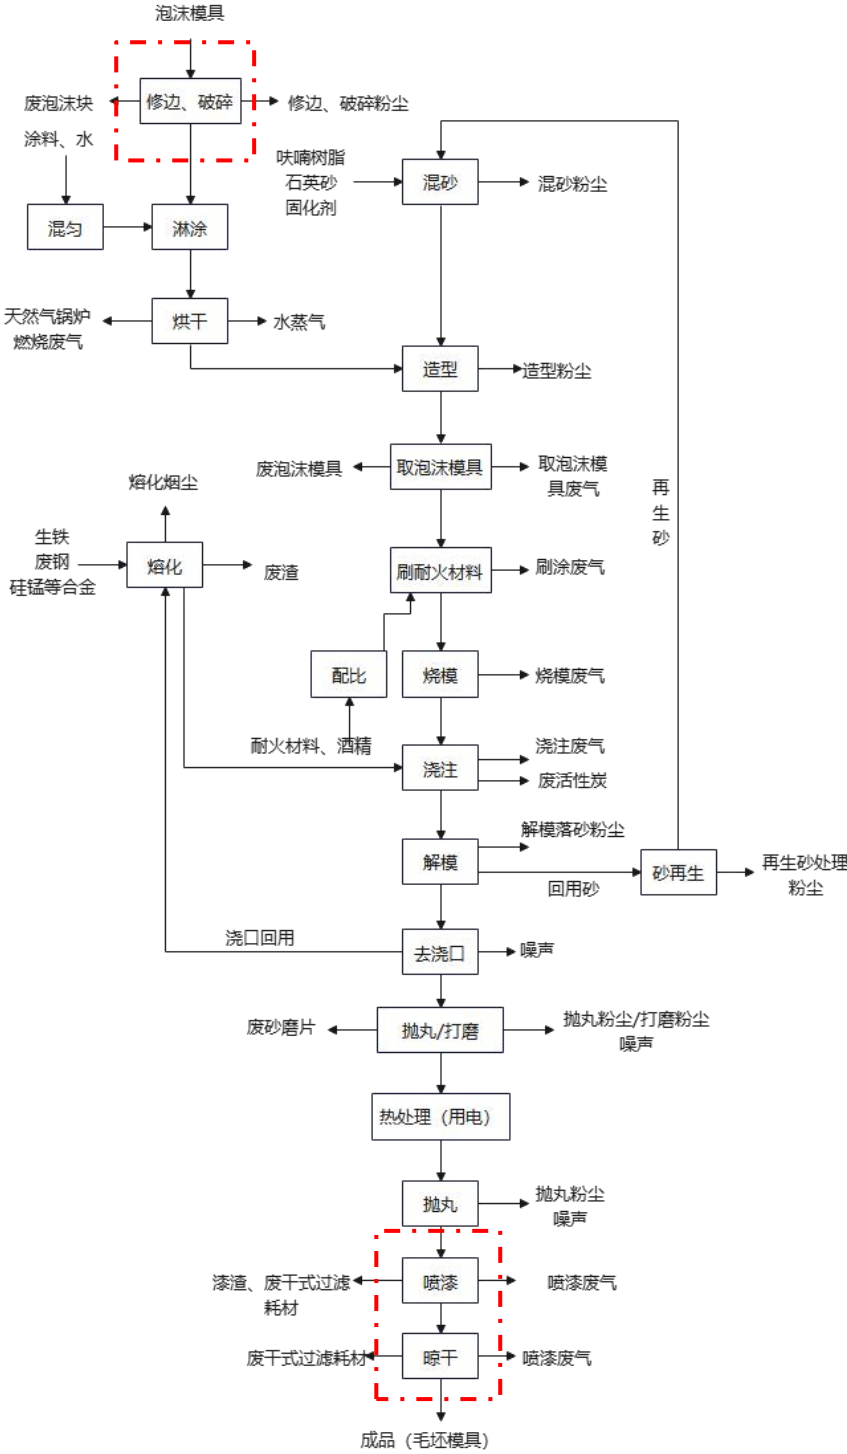 泡沫模具
废泡沫块
修边、破碎
修边、破碎粉尘
涂料、水
呋喃树脂
石英砂
固化剂
混砂
混砂粉尘
混匀
淋涂
天然气锅炉
燃烧废气
烘干
水蒸气
造型
造型粉尘
废泡沫模具
取泡沫模具
取泡沫模
具废气
再
生
砂
熔化烟尘
生铁
废钢
硅锰等合金
熔化
废渣
刷耐火材料
刷涂废气
配比
烧模
烧模废气
耐火材料、酒精
浇注
浇注废气
废活性炭
解模
解模落砂粉尘
回用砂
砂再生
再生砂处理
粉尘
浇口回用
去浇口
噪声
废砂磨片
抛丸/打磨
抛丸粉尘/打磨粉尘
噪声
热处理（用电）
抛丸
抛丸粉尘
噪声
漆渣、废干式过滤
耗材
喷漆
喷漆废气
废干式过滤耗材
晾干
喷漆废气
成品（毛坯模具）